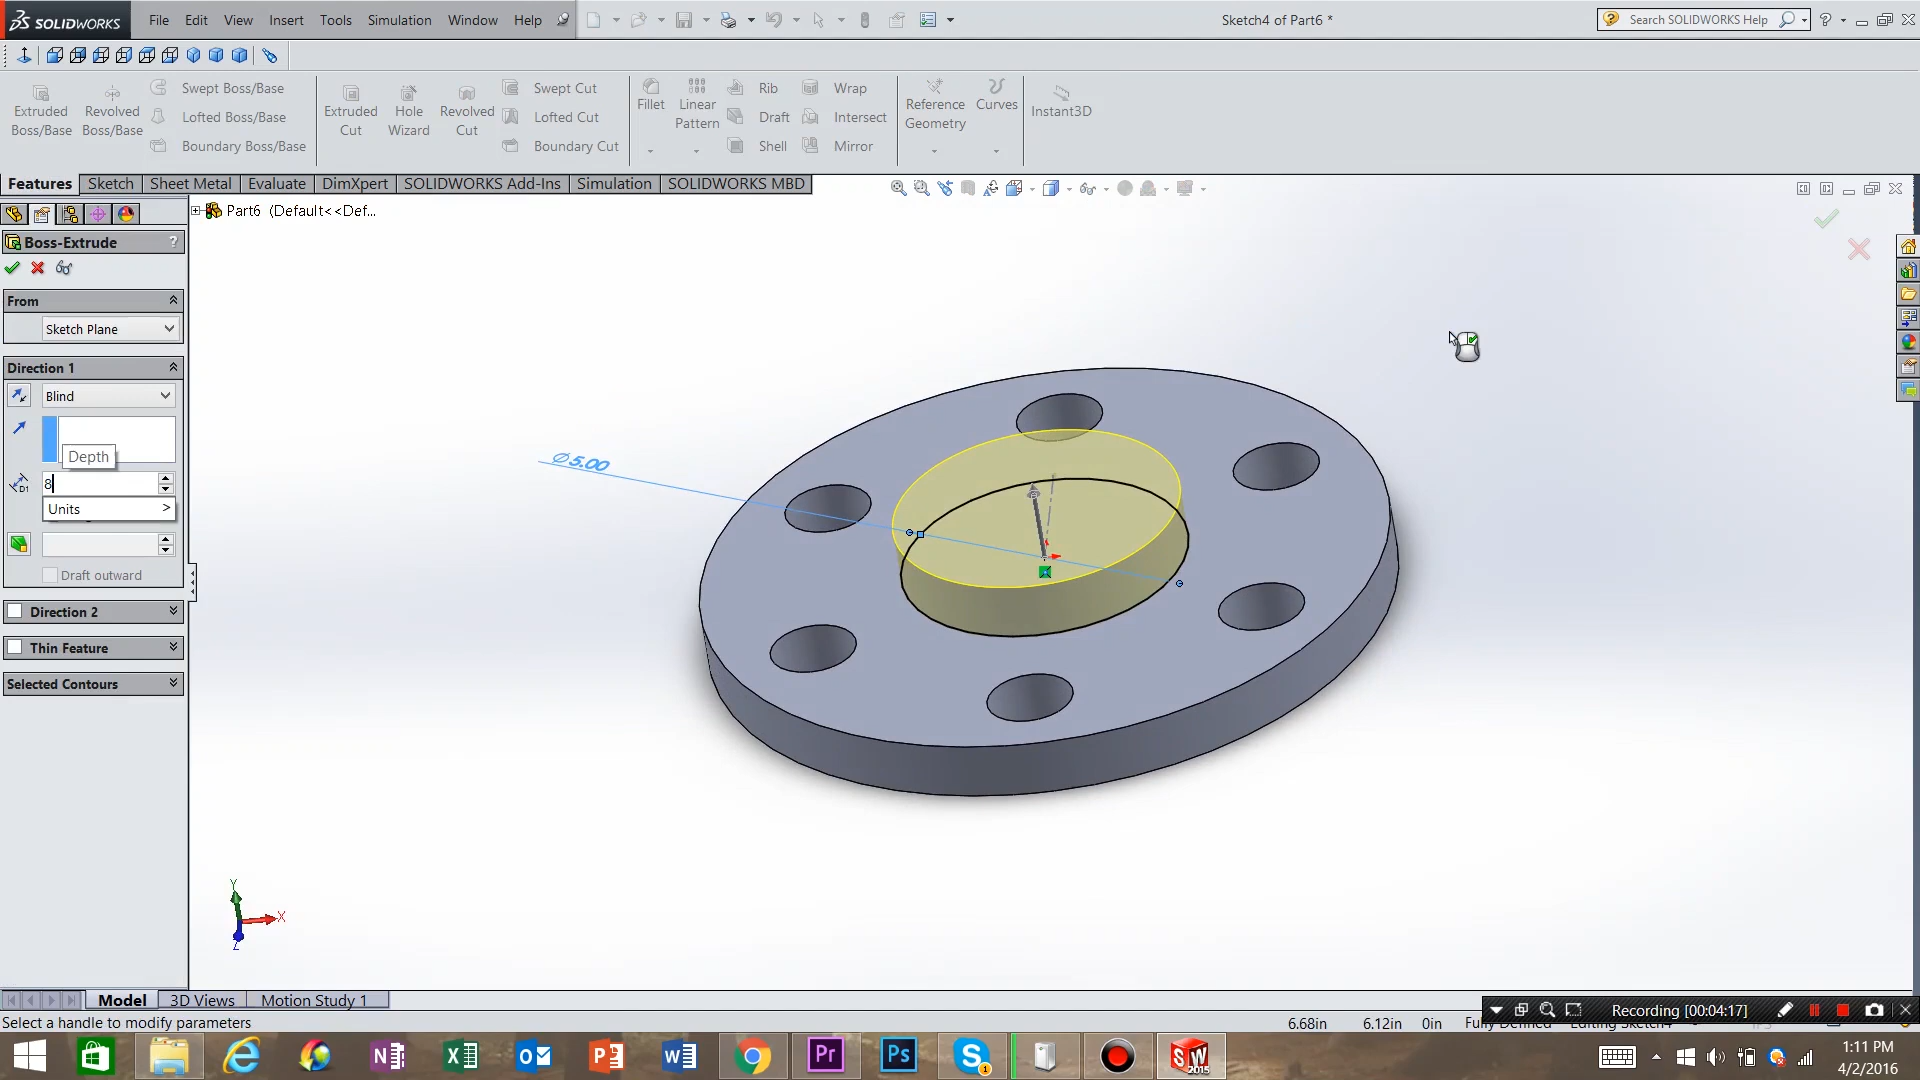 SOLIDWORKS File Edit View Insert Tools Simulation Window Help Sketch4 of Part6 * Search SOLIDWORKS Help ?
Extruded Boss/Base
Revolved Boss/Base
Swept Boss/Base
Lofted Boss/Base
Boundary Boss/Base
Extruded Cut
Hole Wizard
Revolved Cut
Swept Cut
Lofted Cut
Boundary Cut
Fillet
Linear Pattern
Rib
Draft
Shell
Wrap
Intersect
Mirror
Reference Geometry
Curves
Instant3D
Features Sketch Sheet Metal Evaluate DimXpert SOLIDWORKS Add-Ins Simulation SOLIDWORKS MBD
Part6 (Default<<Def...
Boss-Extrude ?
From
Sketch Plane
Direction 1
Blind
Depth
D1 8
Units >
Draft outward
Direction 2
Thin Feature
Selected Contours
Ø5.00
Y
X
Z
Model 3D Views Motion Study 1
Recording [00:04:17]
Select a handle to modify parameters 6.68in 6.12in 0in
1:11 PM
4/2/2016